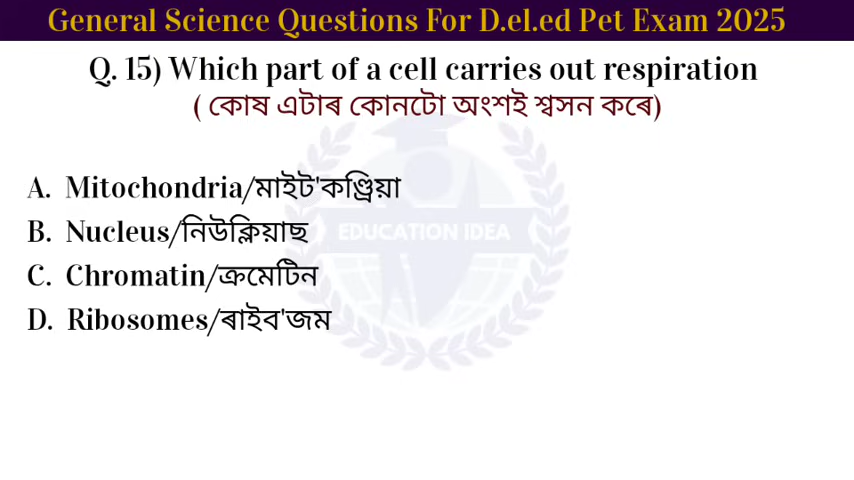 General Science Questions For D.el.ed Pet Exam 2025
Q. 15) Which part of a cell carries out respiration
( কোষ এটাৰ কোনটো অংশই শ্বসন কৰে)
A. Mitochondria/মাইট'কণ্ড্ৰিয়া
B. Nucleus/নিউক্লিয়াছ
EDUCATION IDEA
C. Chromatin/ক্ৰমেটিন
D. Ribosomes/ৰাইব'জম